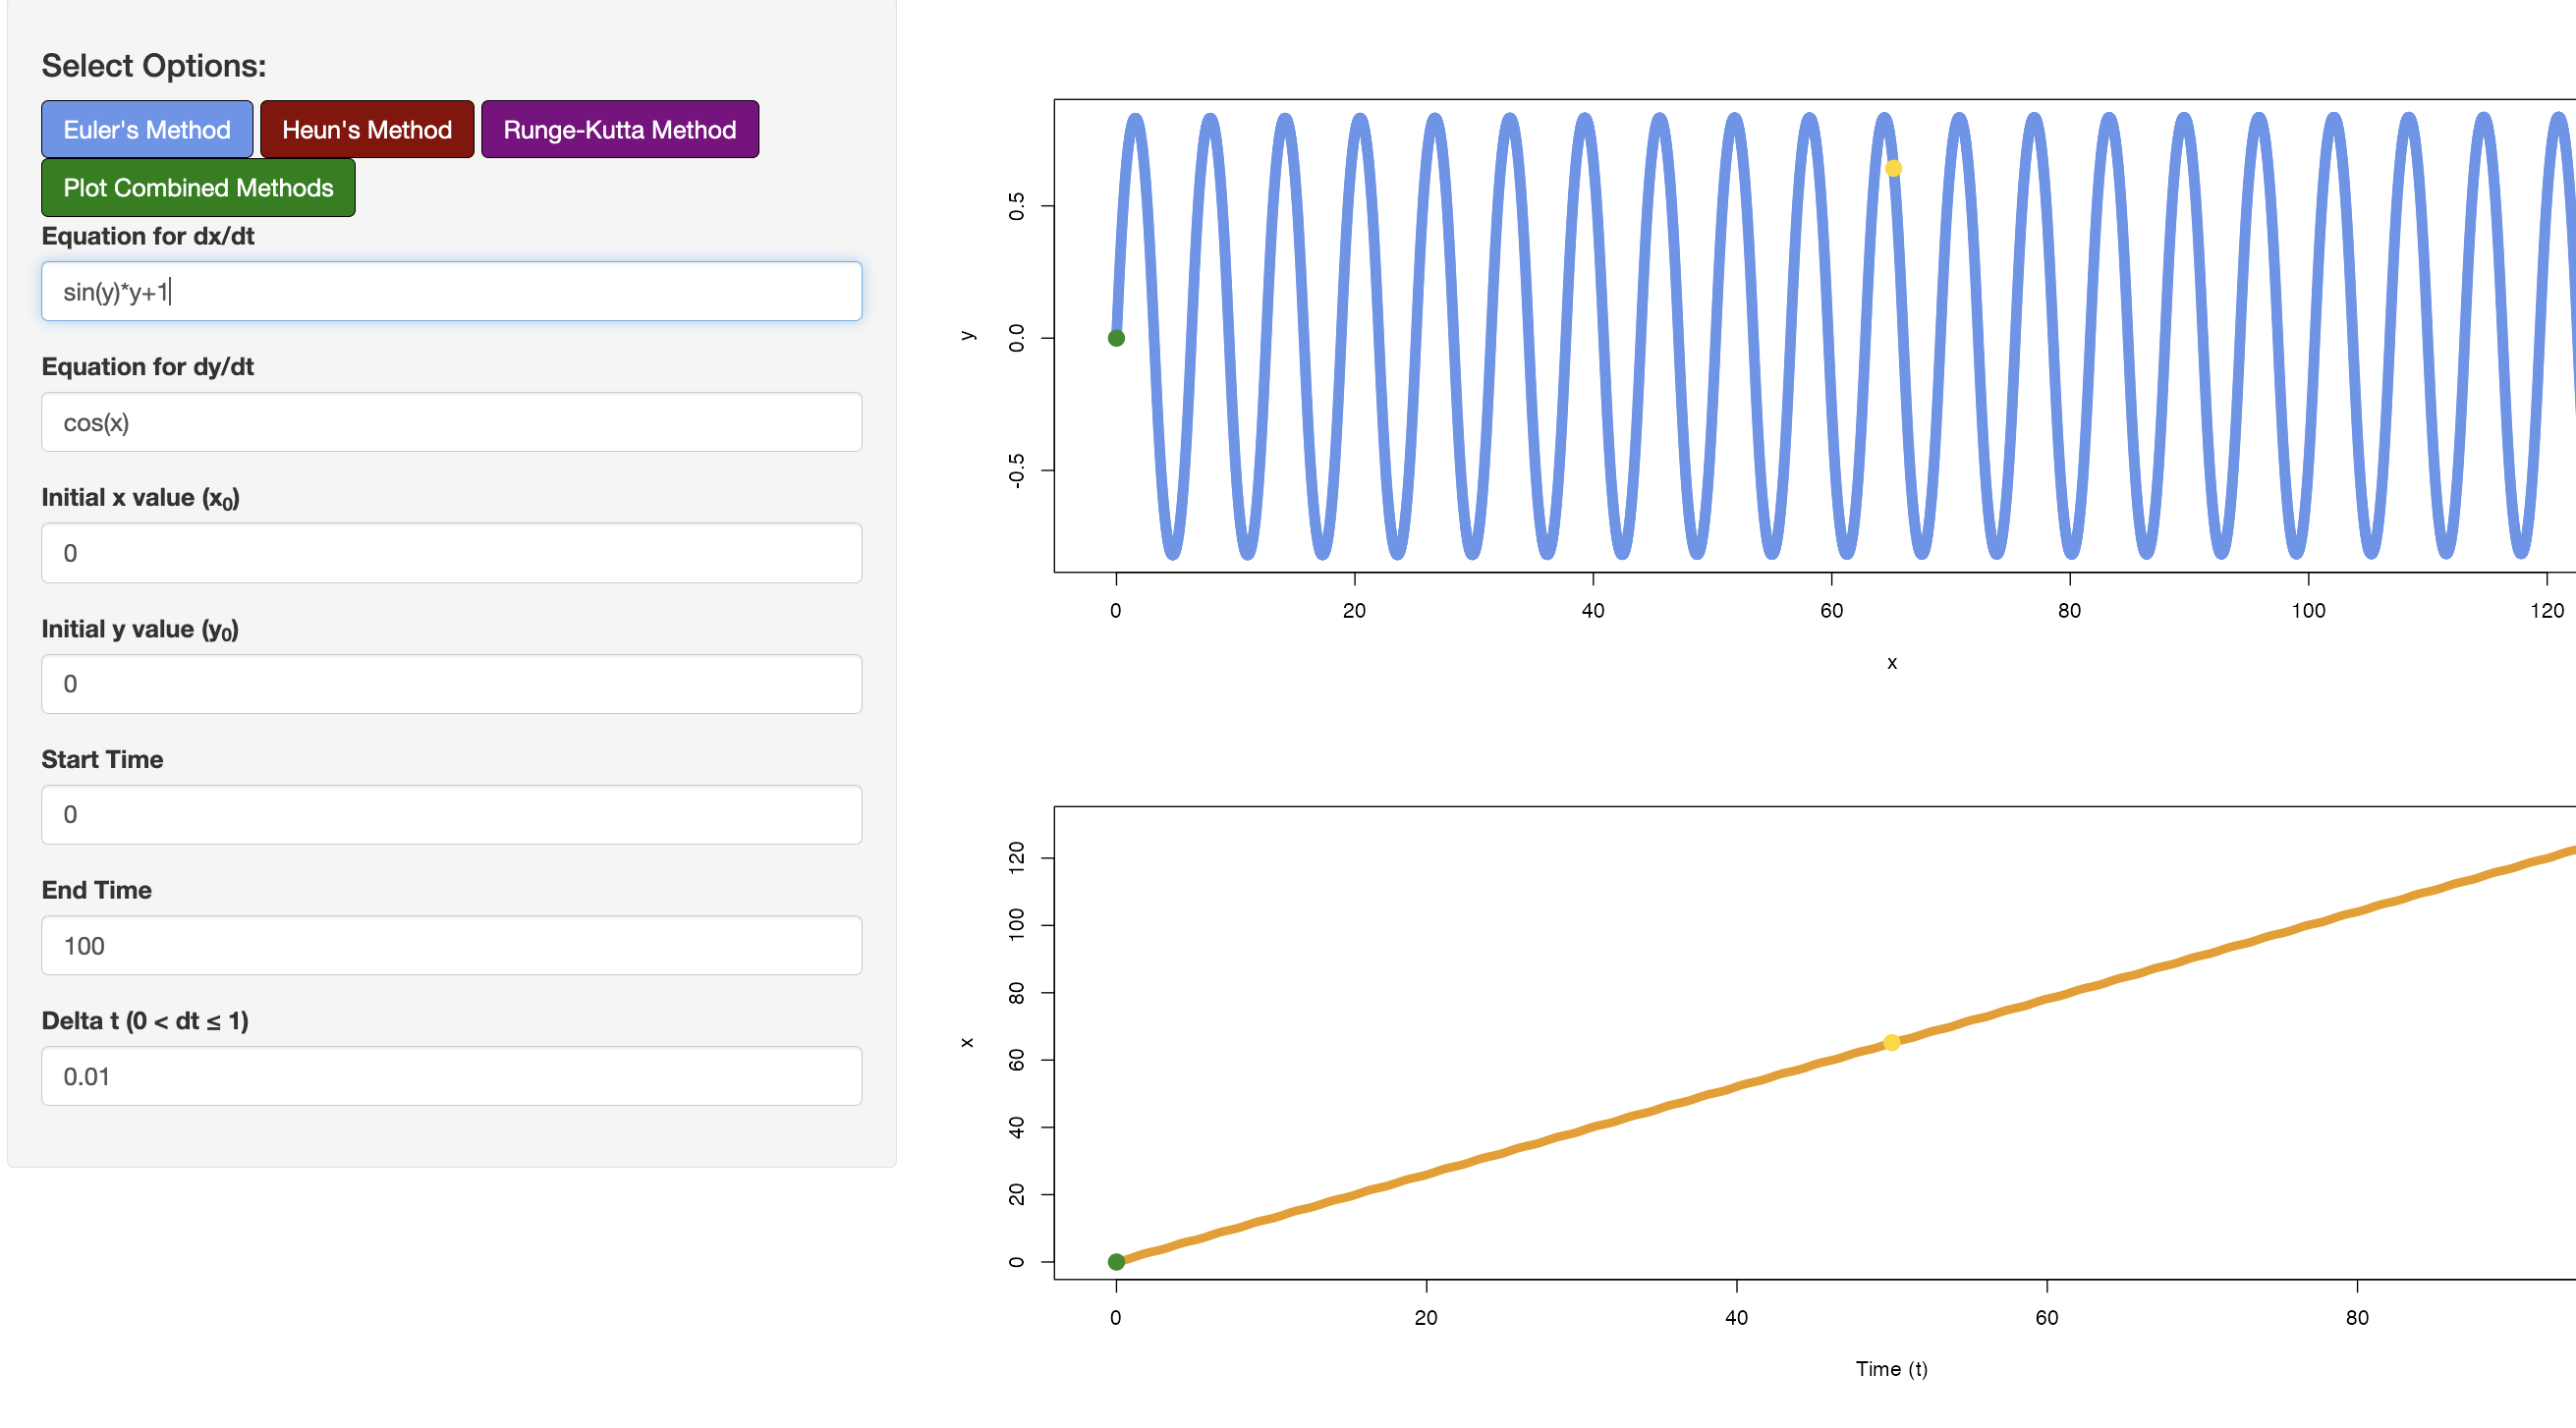 Select Options:
Euler's Method Heun's Method Runge-Kutta Method
Plot Combined Methods
Equation for dx/dt
sin(y)*y+1
Equation for dy/dt
cos(x)
Initial x value (x₀)
0
Initial y value (y₀)
0
Start Time
0
End Time
100
Delta t (0 < dt ≤ 1)
0.01
y
0.5
0.0
-0.5
0 20 40 60 80 100 120
x
x
120
100
80
60
40
20
0
0 20 40 60 80
Time (t)